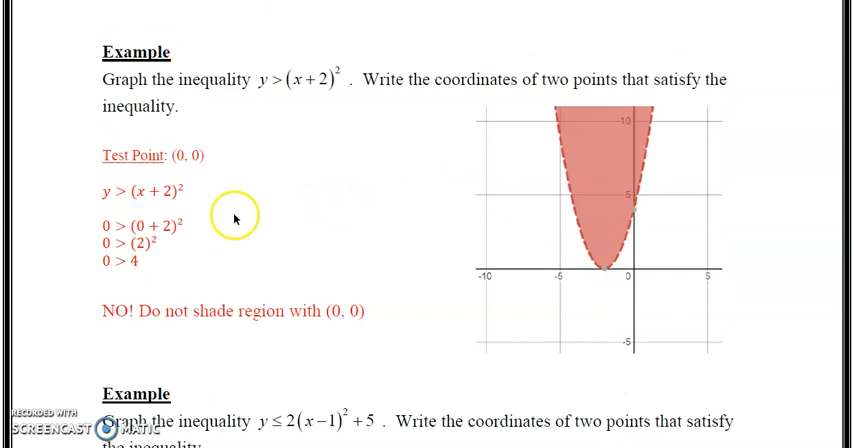 Example
Graph the inequality y > (x + 2)² . Write the coordinates of two points that satisfy the
inequality.
Test Point: (0, 0)
y > (x + 2)²
0 > (0 + 2)²
0 > (2)²
0 > 4
NO! Do not shade region with (0, 0)
10
5
-10 -5 0 5
-5
Example
Graph the inequality y ≤ 2(x − 1)² + 5 . Write the coordinates of two points that satisfy
the inequality.
RECORDED WITH
SCREENCAST MATIC